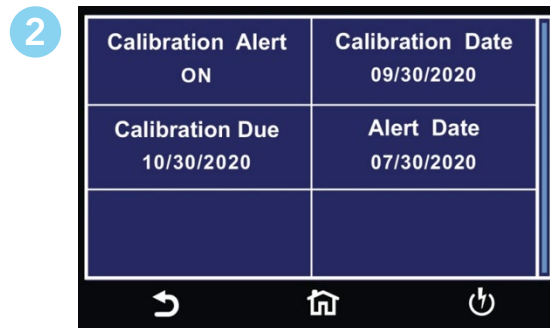 2
Calibration Alert
ON
Calibration Date
09/30/2020
Calibration Due
10/30/2020
Alert Date
07/30/2020